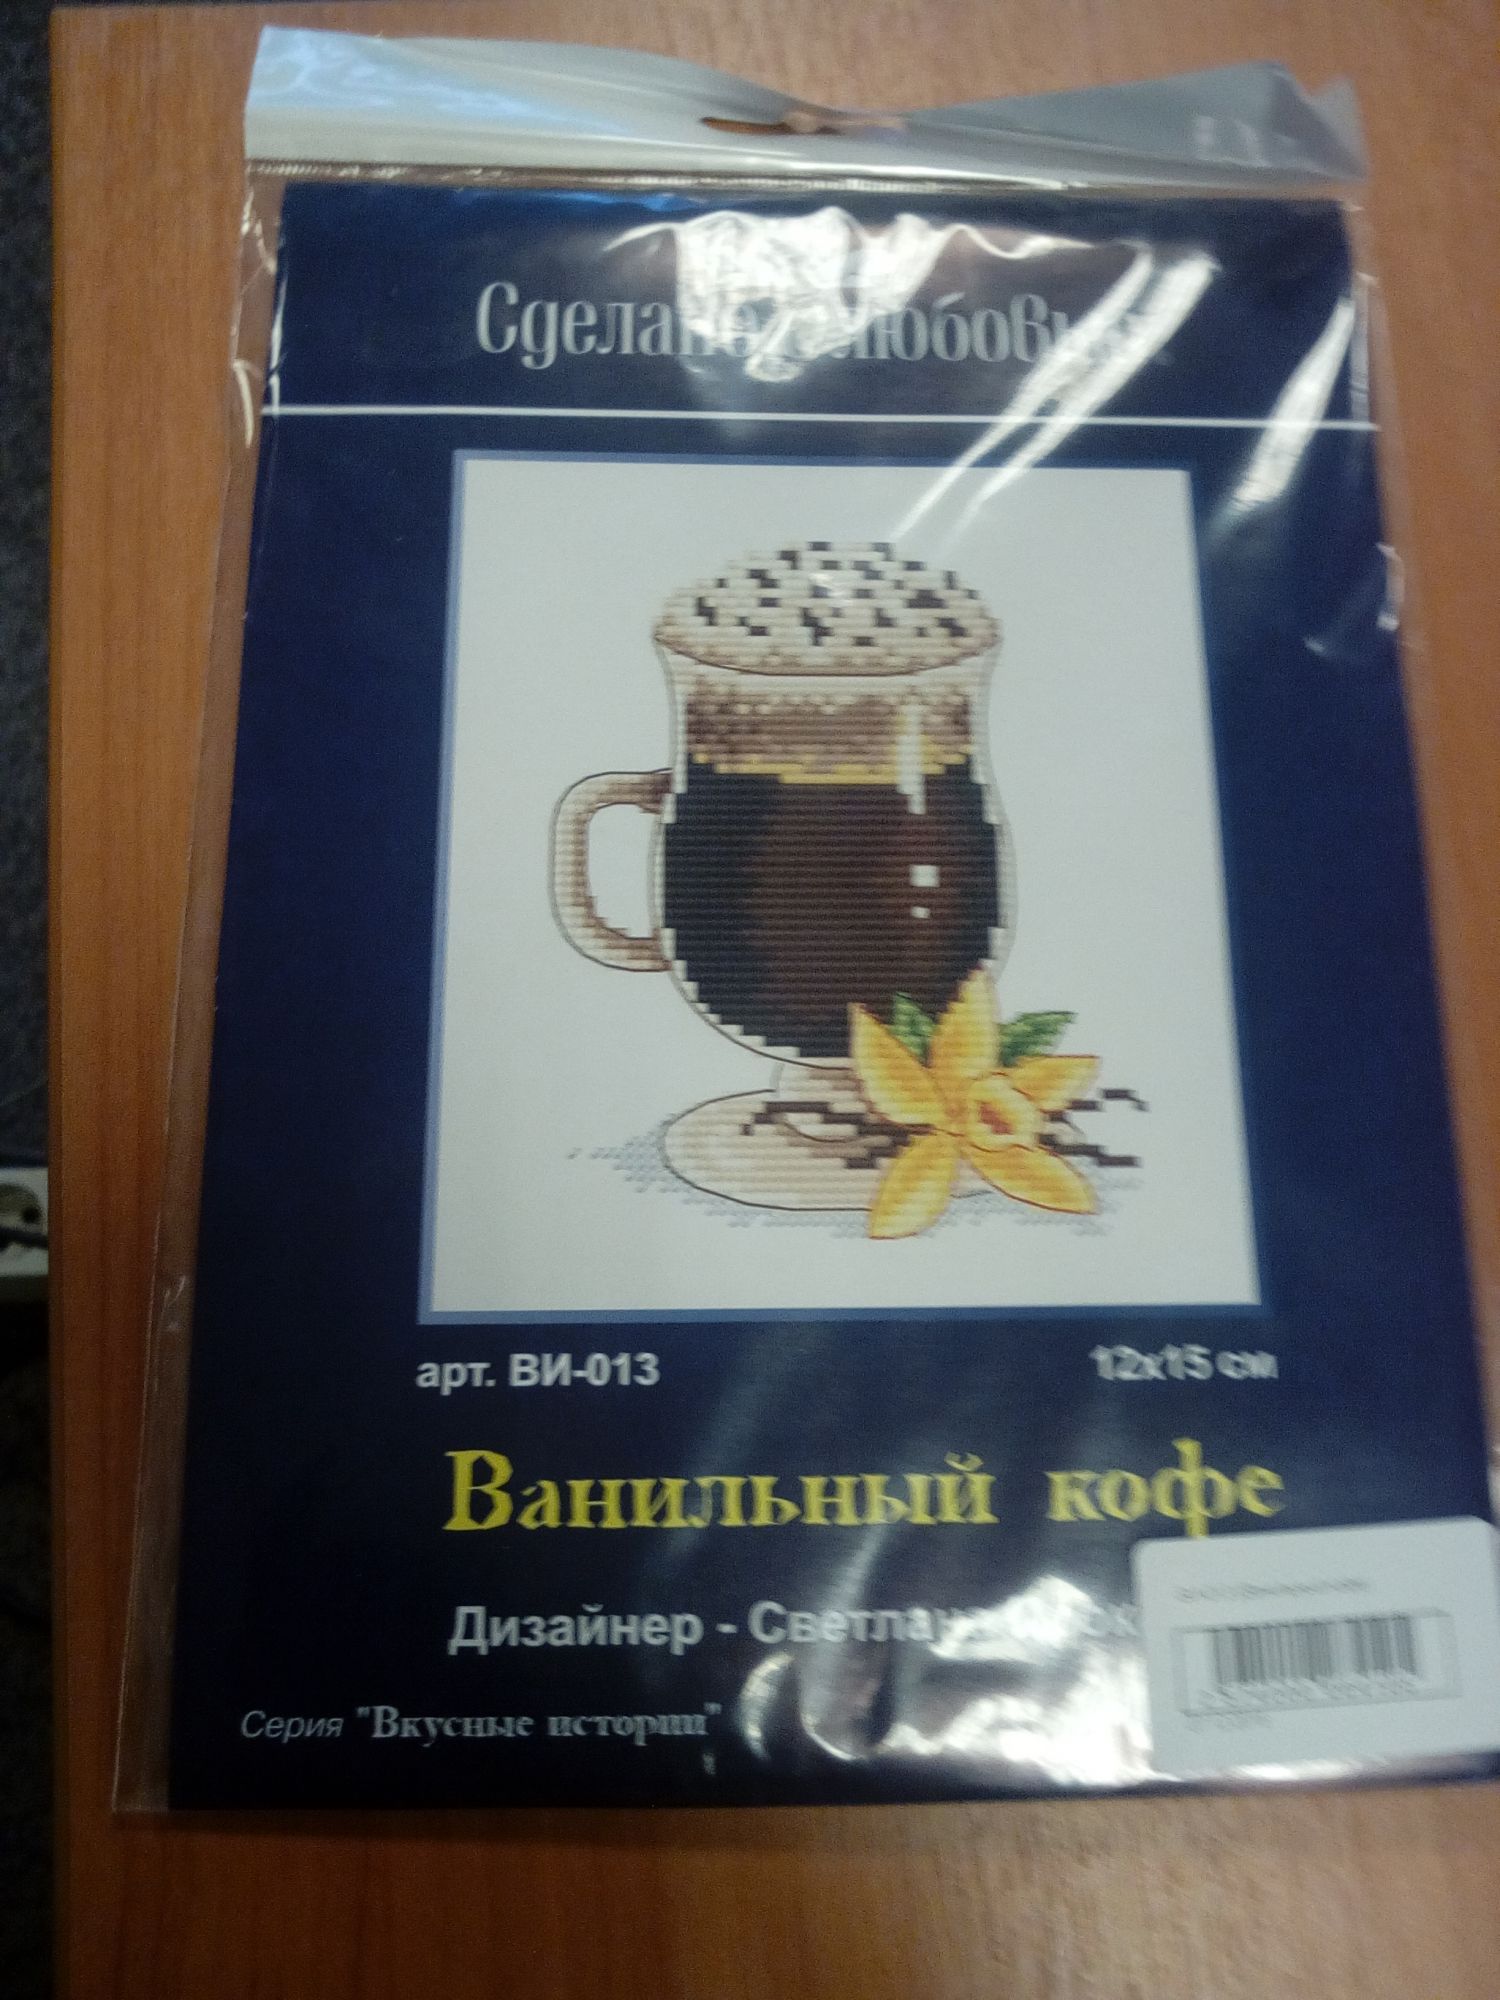 Сделано с любовью
арт. ВИ-013
12х15 см
Ванильный кофе
Дизайнер - Светлана
Серия "Вкусные истории"